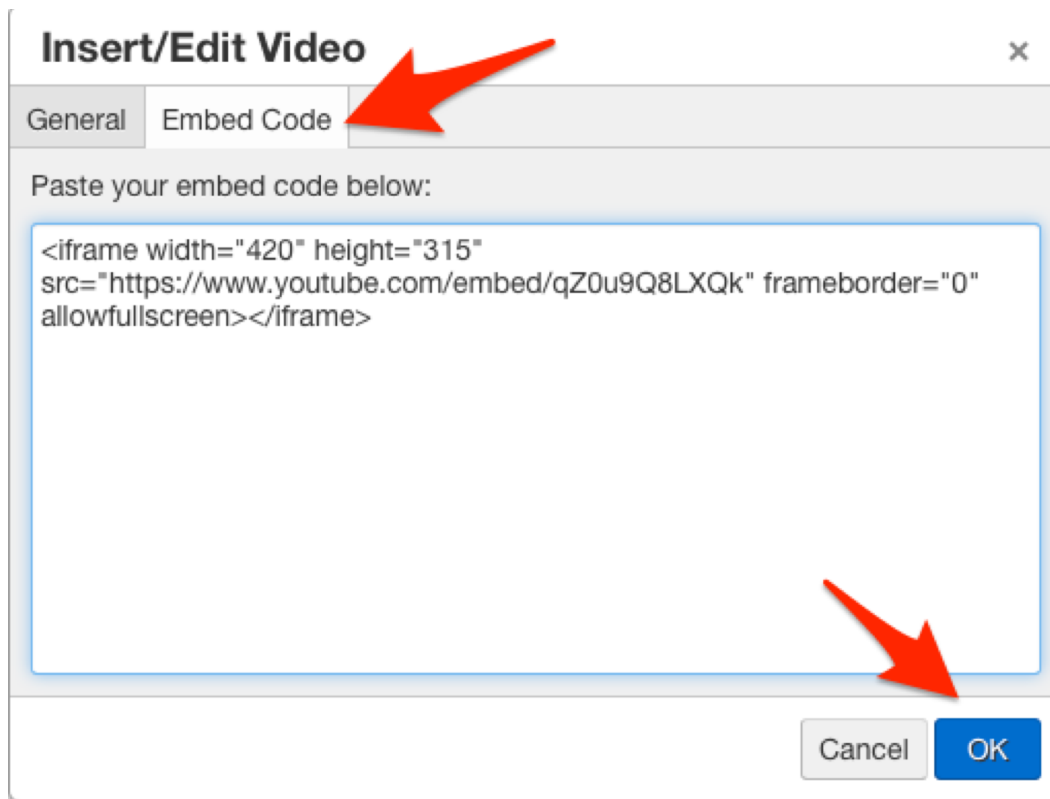 Insert/Edit Video
×
General
Embed Code
Paste your embed code below:
<iframe width="420" height="315"
src="https://www.youtube.com/embed/qZ0u9Q8LXQk" frameborder="0"
allowfullscreen></iframe>
Cancel
OK